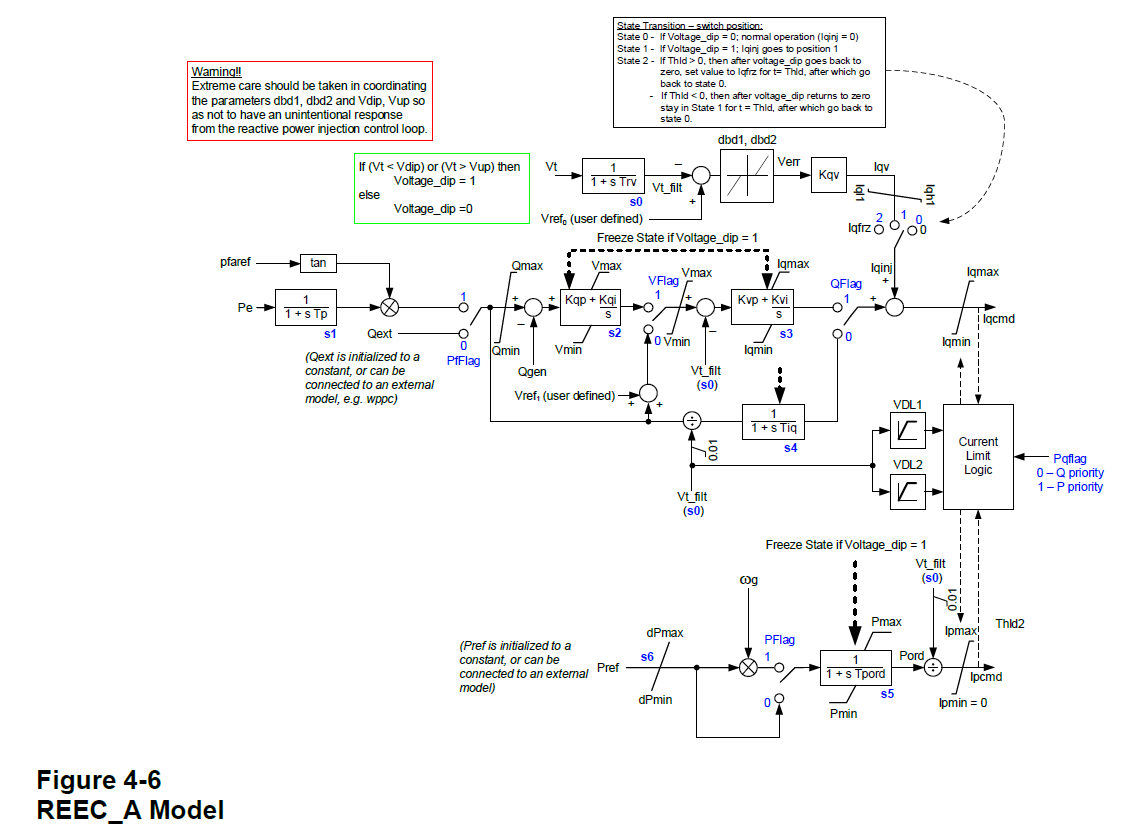 State Transition – switch position:
State 0 - If Voltage_dip = 0; normal operation (Iqinj = 0)
State 1 - If Voltage_dip = 1; Iqinj goes to position 1
State 2 - If Thld > 0, then after voltage_dip goes back to
zero, set value to Iqfrz for t= Thld, after which go
back to state 0.
- If Thld < 0, then after voltage_dip returns to zero
stay in State 1 for t = Thld, after which go back to
state 0.
Warning!!
Extreme care should be taken in coordinating
the parameters dbd1, dbd2 and Vdip, Vup so
as not to have an unintentional response
from the reactive power injection control loop.
If (Vt < Vdip) or (Vt > Vup) then
Voltage_dip = 1
else
Voltage_dip =0
dbd1, dbd2
Vt
1
1 + s Trv
s0
Vt_filt
–
+
Verr
Kqv
Iqv
Iql1
Iqh1
Vref0 (user defined)
Iqfrz
2
1
0
0
Freeze State if Voltage_dip = 1
pfaref
tan
Pe
1
1 + s Tp
s1
Qext
1
0
PfFlag
(Qext is initialized to a
constant, or can be
connected to an external
model, e.g. wppc)
Qmax
Qmin
+
–
Qgen
+
Vmax
Kqp + Kqi
s
s2
Vmin
VFlag
1
0
Vmax
Vmin
+
–
Vt_filt
(s0)
Iqmax
Kvp + Kvi
s
s3
Iqmin
QFlag
1
0
Iqinj
+
+
Iqmax
Iqmin
Iqcmd
Vref1 (user defined)
+
+
÷
0.01
1
1 + s Tiq
s4
Vt_filt
(s0)
VDL1
VDL2
Current
Limit
Logic
Pqflag
0 – Q priority
1 – P priority
Freeze State if Voltage_dip = 1
Vt_filt
(s0)
0.01
ωg
(Pref is initialized to a
constant, or can be
connected to an external
model)
Pref
s6
dPmax
dPmin
PFlag
1
0
Pmax
1
1 + s Tpord
s5
Pmin
Pord
÷
Ipmax
Thld2
Ipcmd
Ipmin = 0
Figure 4-6
REEC_A Model